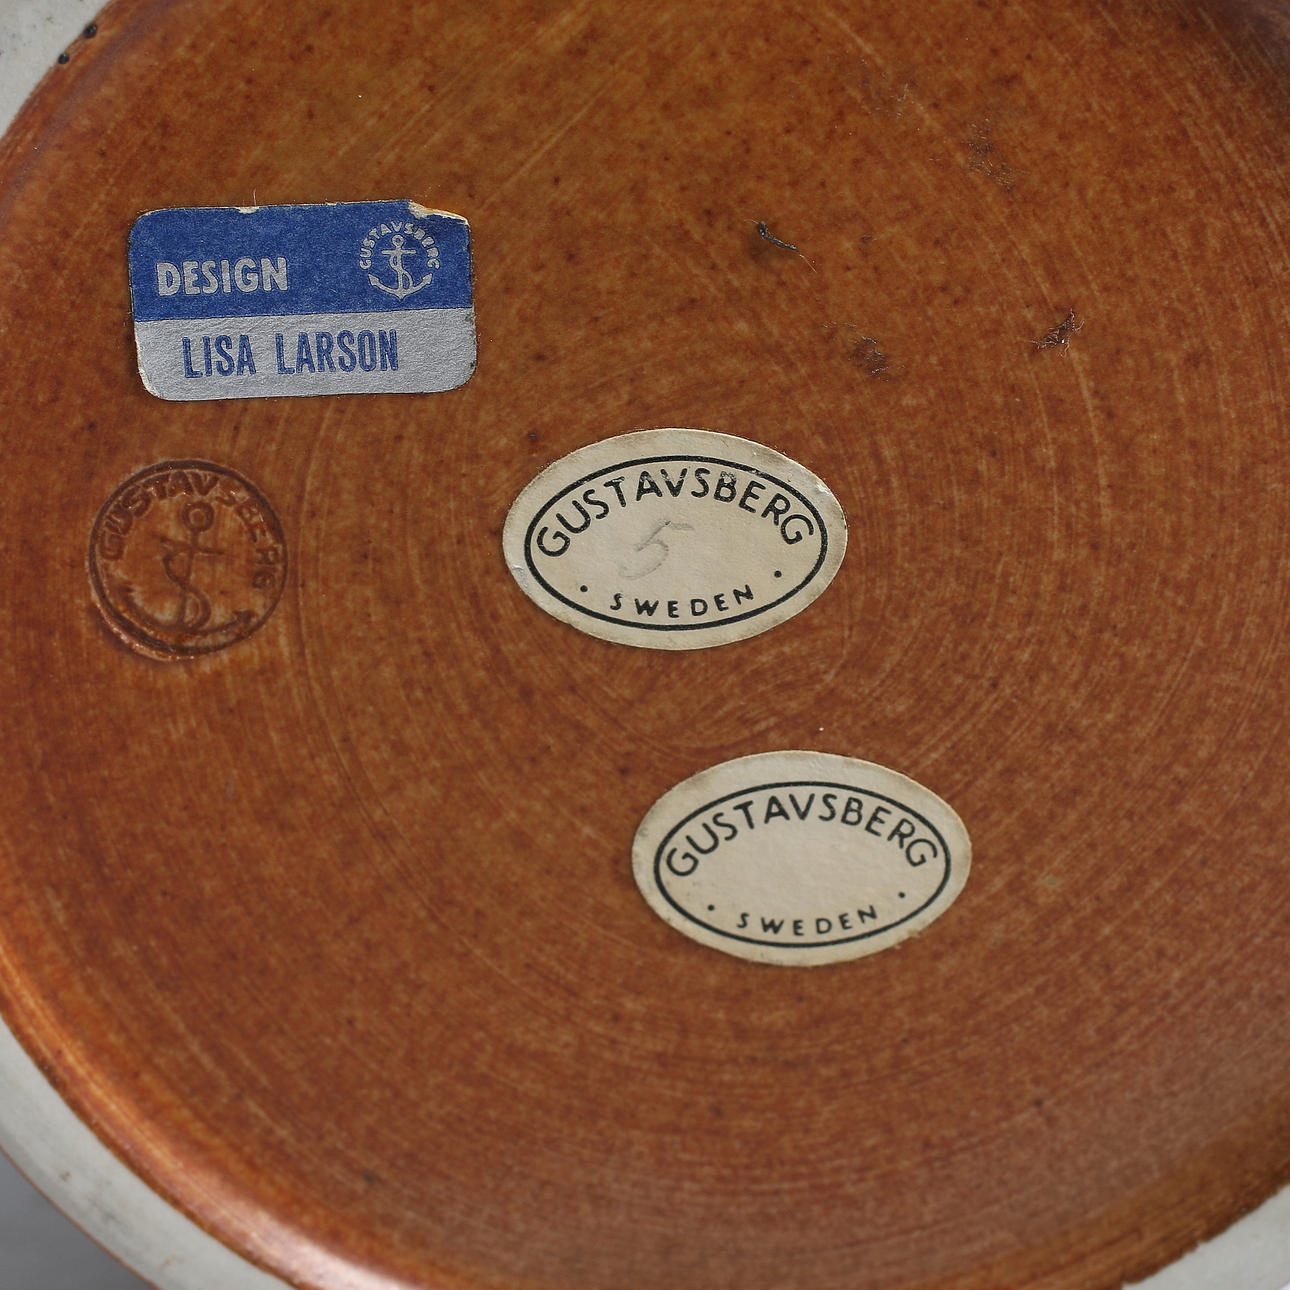 DESIGN
GUSTAVSBERG
LISA LARSON
GUSTAVSBERG
GUSTAVSBERG
5
SWEDEN
GUSTAVSBERG
SWEDEN